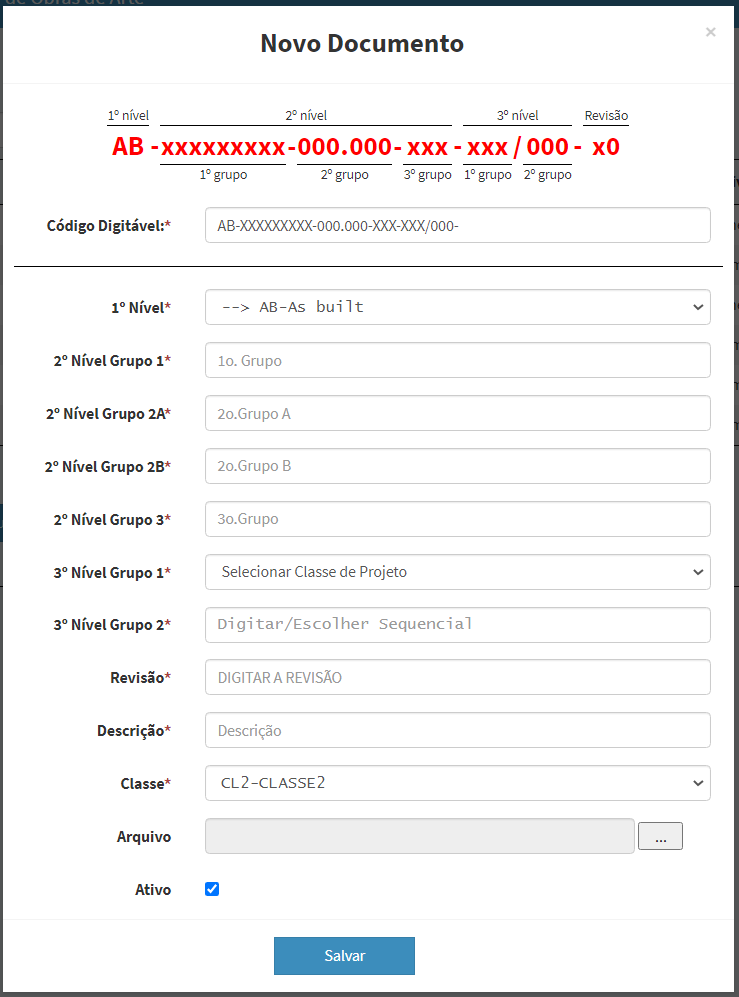 de Obras de Arte
Novo Documento
×
1º nível 2º nível 3º nível Revisão
AB -xxxxxxxxx-000.000- xxx - xxx / 000 - x0
1º grupo 2º grupo 3º grupo 1º grupo 2º grupo
Código Digitável:* AB-XXXXXXXXX-000.000-XXX-XXX/000-
1º Nível* --> AB-As built
2º Nível Grupo 1* 1o. Grupo
2º Nível Grupo 2A* 2o.Grupo A
2º Nível Grupo 2B* 2o.Grupo B
2º Nível Grupo 3* 3o.Grupo
3º Nível Grupo 1* Selecionar Classe de Projeto
3º Nível Grupo 2* Digitar/Escolher Sequencial
Revisão* DIGITAR A REVISÃO
Descrição* Descrição
Classe* CL2-CLASSE2
Arquivo ...
Ativo
Salvar